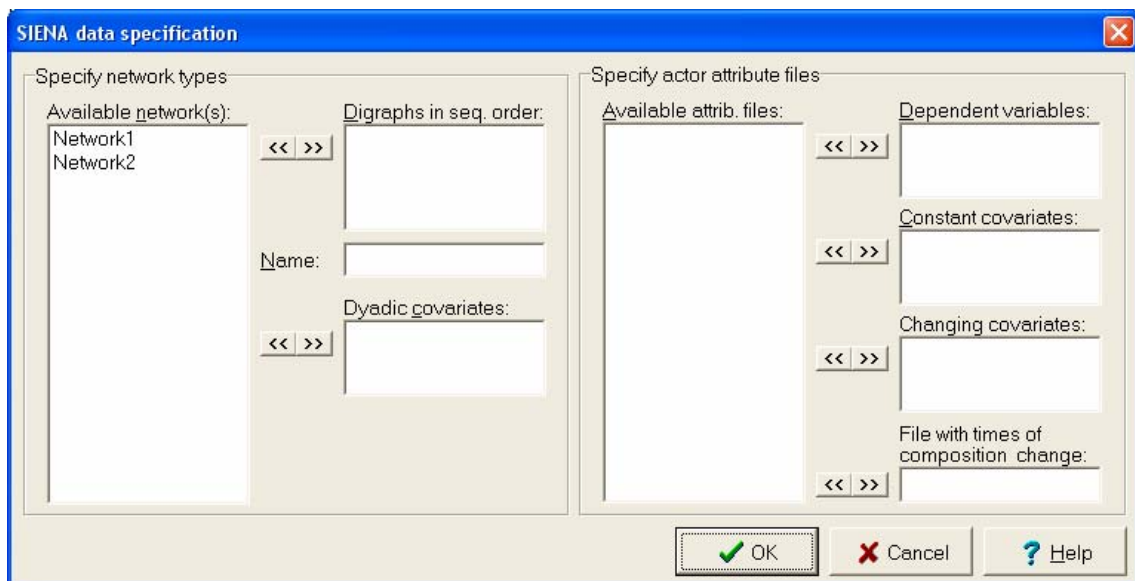 SIENA data specification
Specify network types
Available network(s):
Network1
Network2
<< >>
Digraphs in seq. order:
Name:
Dyadic covariates:
<< >>
Specify actor attribute files
Available attrib. files:
<< >>
Dependent variables:
<< >>
Constant covariates:
<< >>
Changing covariates:
<< >>
File with times of
composition change:
OK
Cancel
? Help